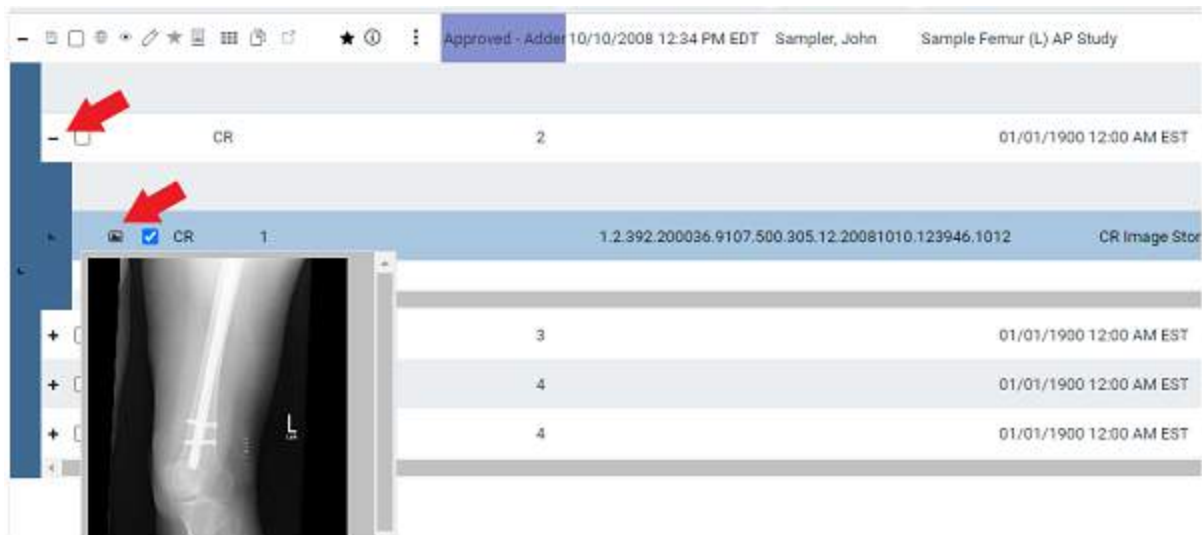 Approved - Adder 10/10/2008 12:34 PM EDT Sampler, John Sample Femur (L) AP Study
CR 2 01/01/1900 12:00 AM EST
CR 1 1.2.392.200036.9107.500.305.12.20081010.123946.1012 CR Image Stor
L
3 01/01/1900 12:00 AM EST
4 01/01/1900 12:00 AM EST
4 01/01/1900 12:00 AM EST